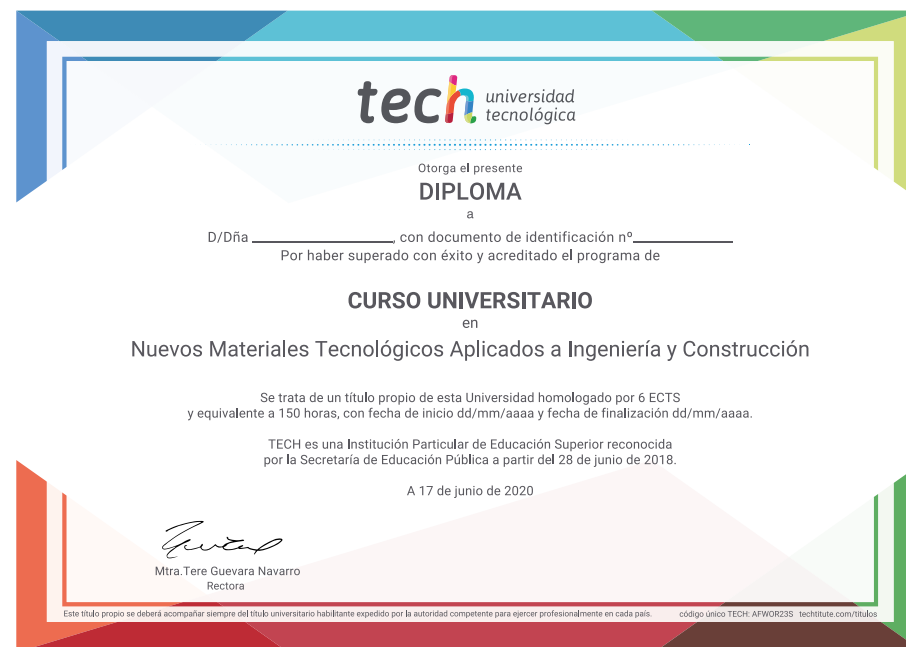 tech universidad
tecnológica
Otorga el presente
DIPLOMA
a
D/Dña ____________________, con documento de identificación nº______________
Por haber superado con éxito y acreditado el programa de
CURSO UNIVERSITARIO
en
Nuevos Materiales Tecnológicos Aplicados a Ingeniería y Construcción
Se trata de un título propio de esta Universidad homologado por 6 ECTS
y equivalente a 150 horas, con fecha de inicio dd/mm/aaaa y fecha de finalización dd/mm/aaaa.
TECH es una Institución Particular de Educación Superior reconocida
por la Secretaría de Educación Pública a partir del 28 de junio de 2018.
A 17 de junio de 2020
Mtra.Tere Guevara Navarro
Rectora
Este título propio se deberá acompañar siempre del título universitario habilitante expedido por la autoridad competente para ejercer profesionalmente en cada país. código único TECH: AFWOR23S techtitute.com/titulos